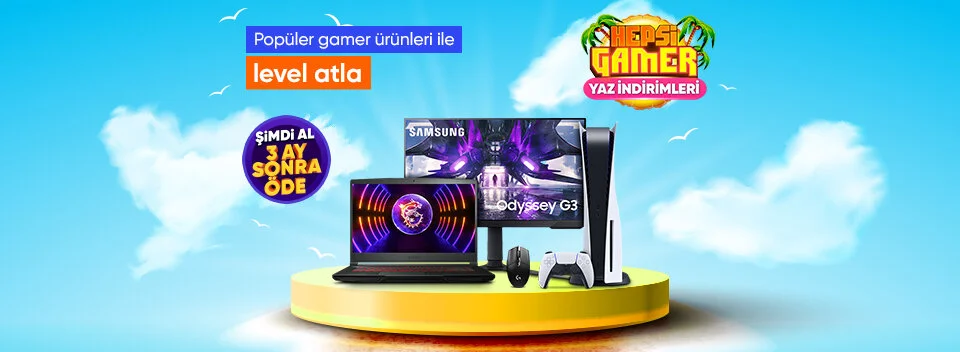 Popüler gamer ürünleri ile
level atla
HEPSİ
GAMER
YAZ İNDİRİMLERİ
ŞİMDİ AL
3 AY
SONRA
ÖDE
SAMSUNG
Odyssey G3